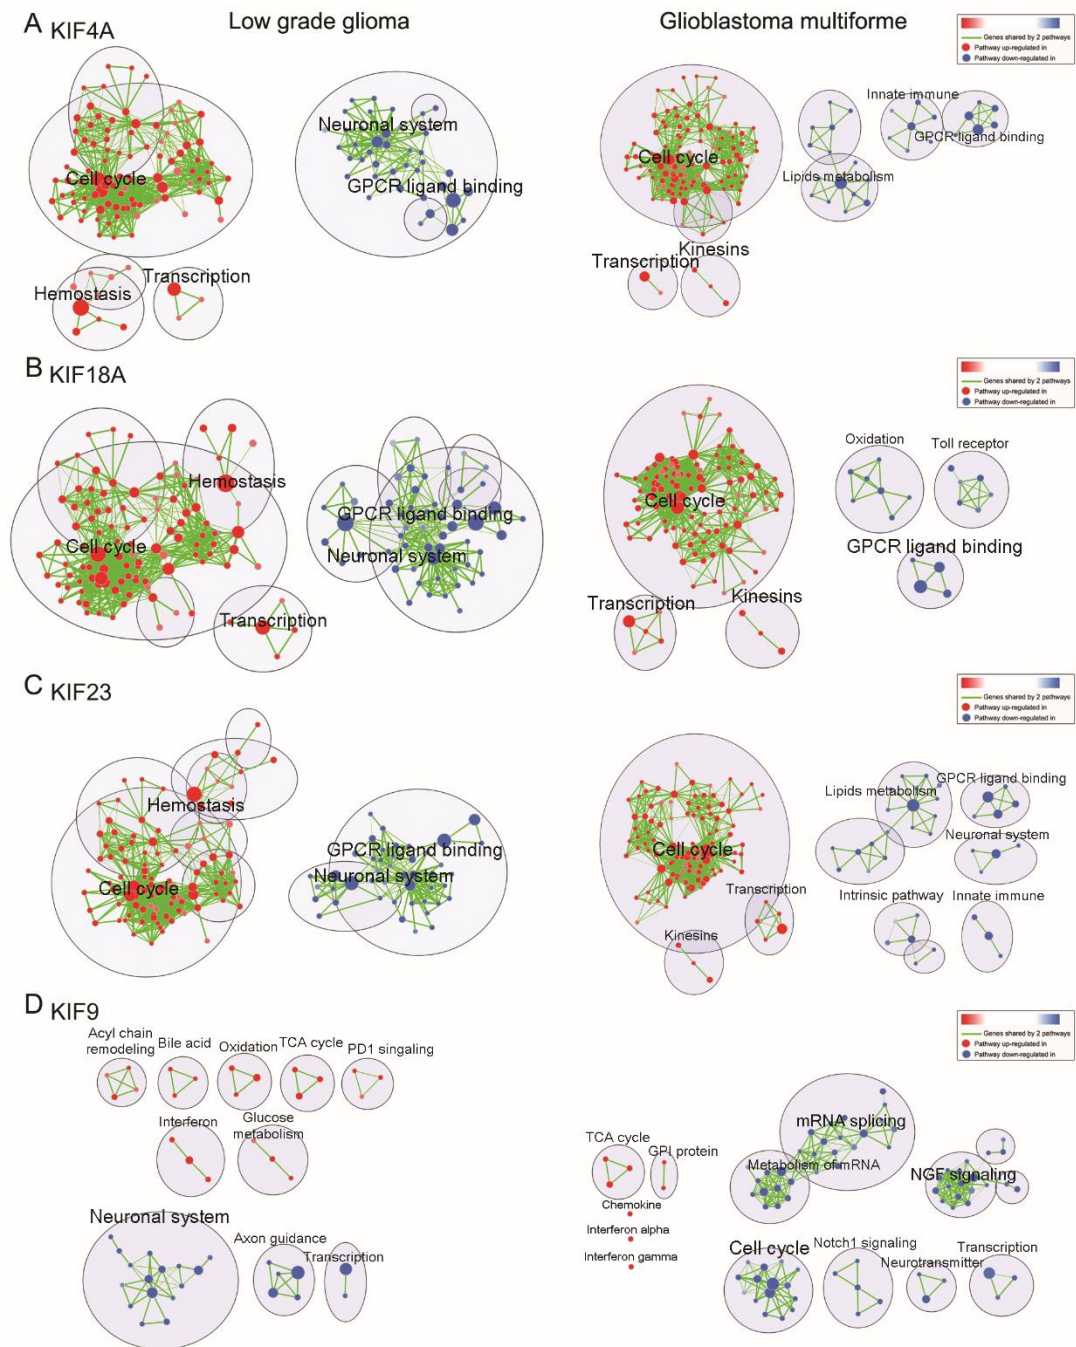 A KIF4A
Low grade glioma
Glioblastoma multiforme
Genes shared by 2 pathways
Pathway up-regulated in
Pathway down-regulated in
Cell cycle
Hemostasis
Transcription
Neuronal system
GPCR ligand binding
Cell cycle
Transcription
Kinesins
Lipids metabolism
Innate immune
GPCR ligand binding
B KIF18A
Genes shared by 2 pathways
Pathway up-regulated in
Pathway down-regulated in
Hemostasis
Cell cycle
Transcription
GPCR ligand binding
Neuronal system
Cell cycle
Transcription
Kinesins
Oxidation
Toll receptor
GPCR ligand binding
C KIF23
Genes shared by 2 pathways
Pathway up-regulated in
Pathway down-regulated in
Hemostasis
Cell cycle
GPCR ligand binding
Neuronal system
Cell cycle
Transcription
Kinesins
Lipids metabolism
GPCR ligand binding
Neuronal system
Intrinsic pathway
Innate immune
D KIF9
Genes shared by 2 pathways
Pathway up-regulated in
Pathway down-regulated in
Acyl chain
remodeling
Bile acid
Oxidation
TCA cycle
PD1 singaling
Interferon
Glucose
metabolism
Neuronal system
Axon guidance
Transcription
TCA cycle
GPI protein
Chemokine
Interferon alpha
Interferon gamma
mRNA splicing
Metabolism of mRNA
NGF signaling
Cell cycle
Notch1 signaling
Neurotransmitter
Transcription